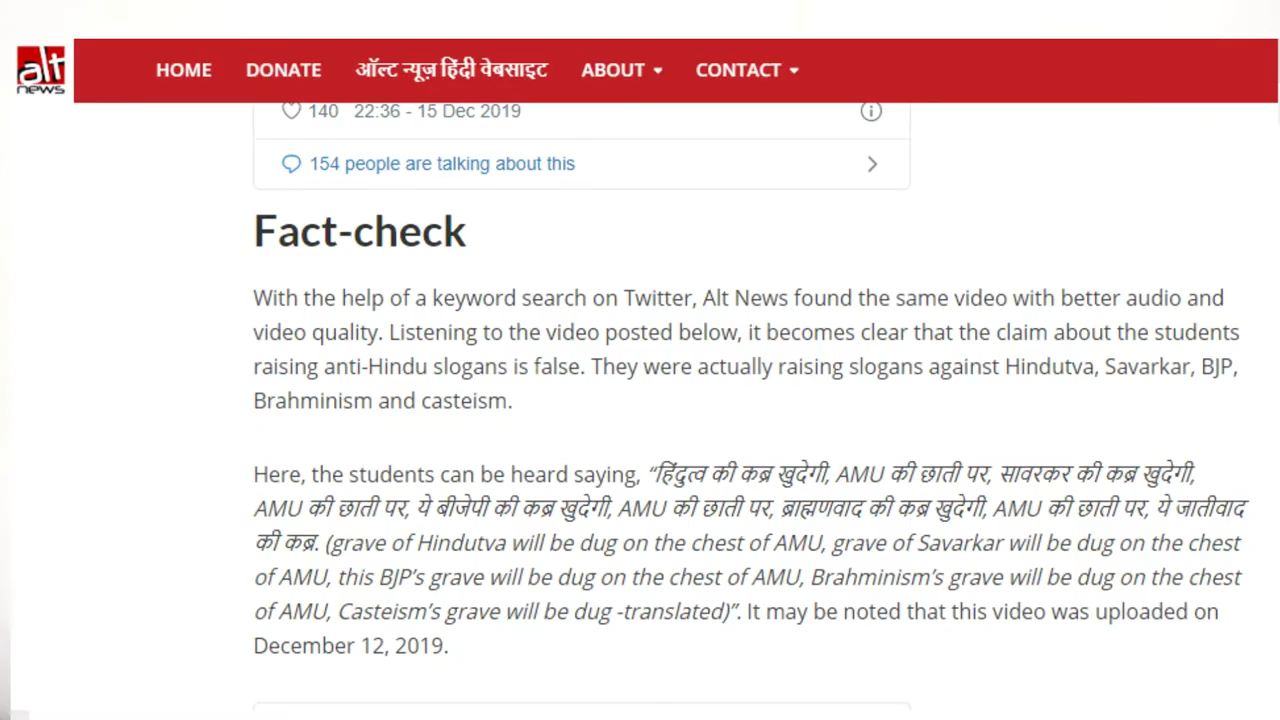 alt news
HOME DONATE ऑल्ट न्यूज़ हिंदी वेबसाइट ABOUT CONTACT
140 22:36 - 15 Dec 2019
154 people are talking about this
Fact-check
With the help of a keyword search on Twitter, Alt News found the same video with better audio and
video quality. Listening to the video posted below, it becomes clear that the claim about the students
raising anti-Hindu slogans is false. They were actually raising slogans against Hindutva, Savarkar, BJP,
Brahminism and casteism.
Here, the students can be heard saying, “हिंदुत्व की कब्र खुदेगी, AMU की छाती पर, सावरकर की कब्र खुदेगी,
AMU की छाती पर, ये बीजेपी की कब्र खुदेगी, AMU की छाती पर, ब्राह्मणवाद की कब्र खुदेगी, AMU की छाती पर, ये जातीवाद
की कब्र. (grave of Hindutva will be dug on the chest of AMU, grave of Savarkar will be dug on the chest
of AMU, this BJP’s grave will be dug on the chest of AMU, Brahminism’s grave will be dug on the chest
of AMU, Casteism’s grave will be dug -translated)”. It may be noted that this video was uploaded on
December 12, 2019.